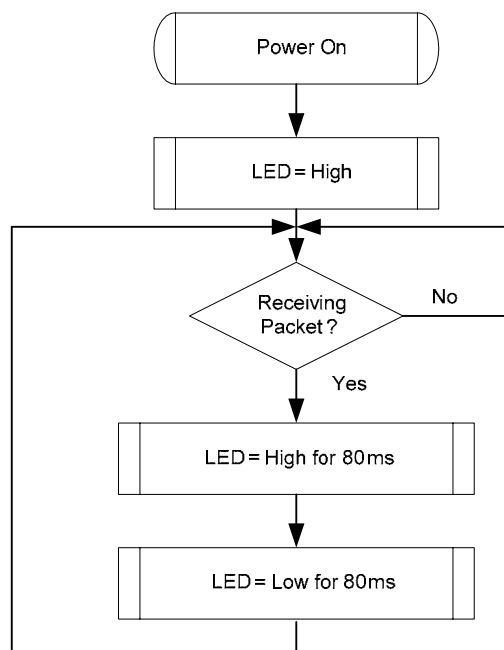 Power On
LED = High
Receiving
Packet ?
No
Yes
LED = High for 80ms
LED = Low for 80ms